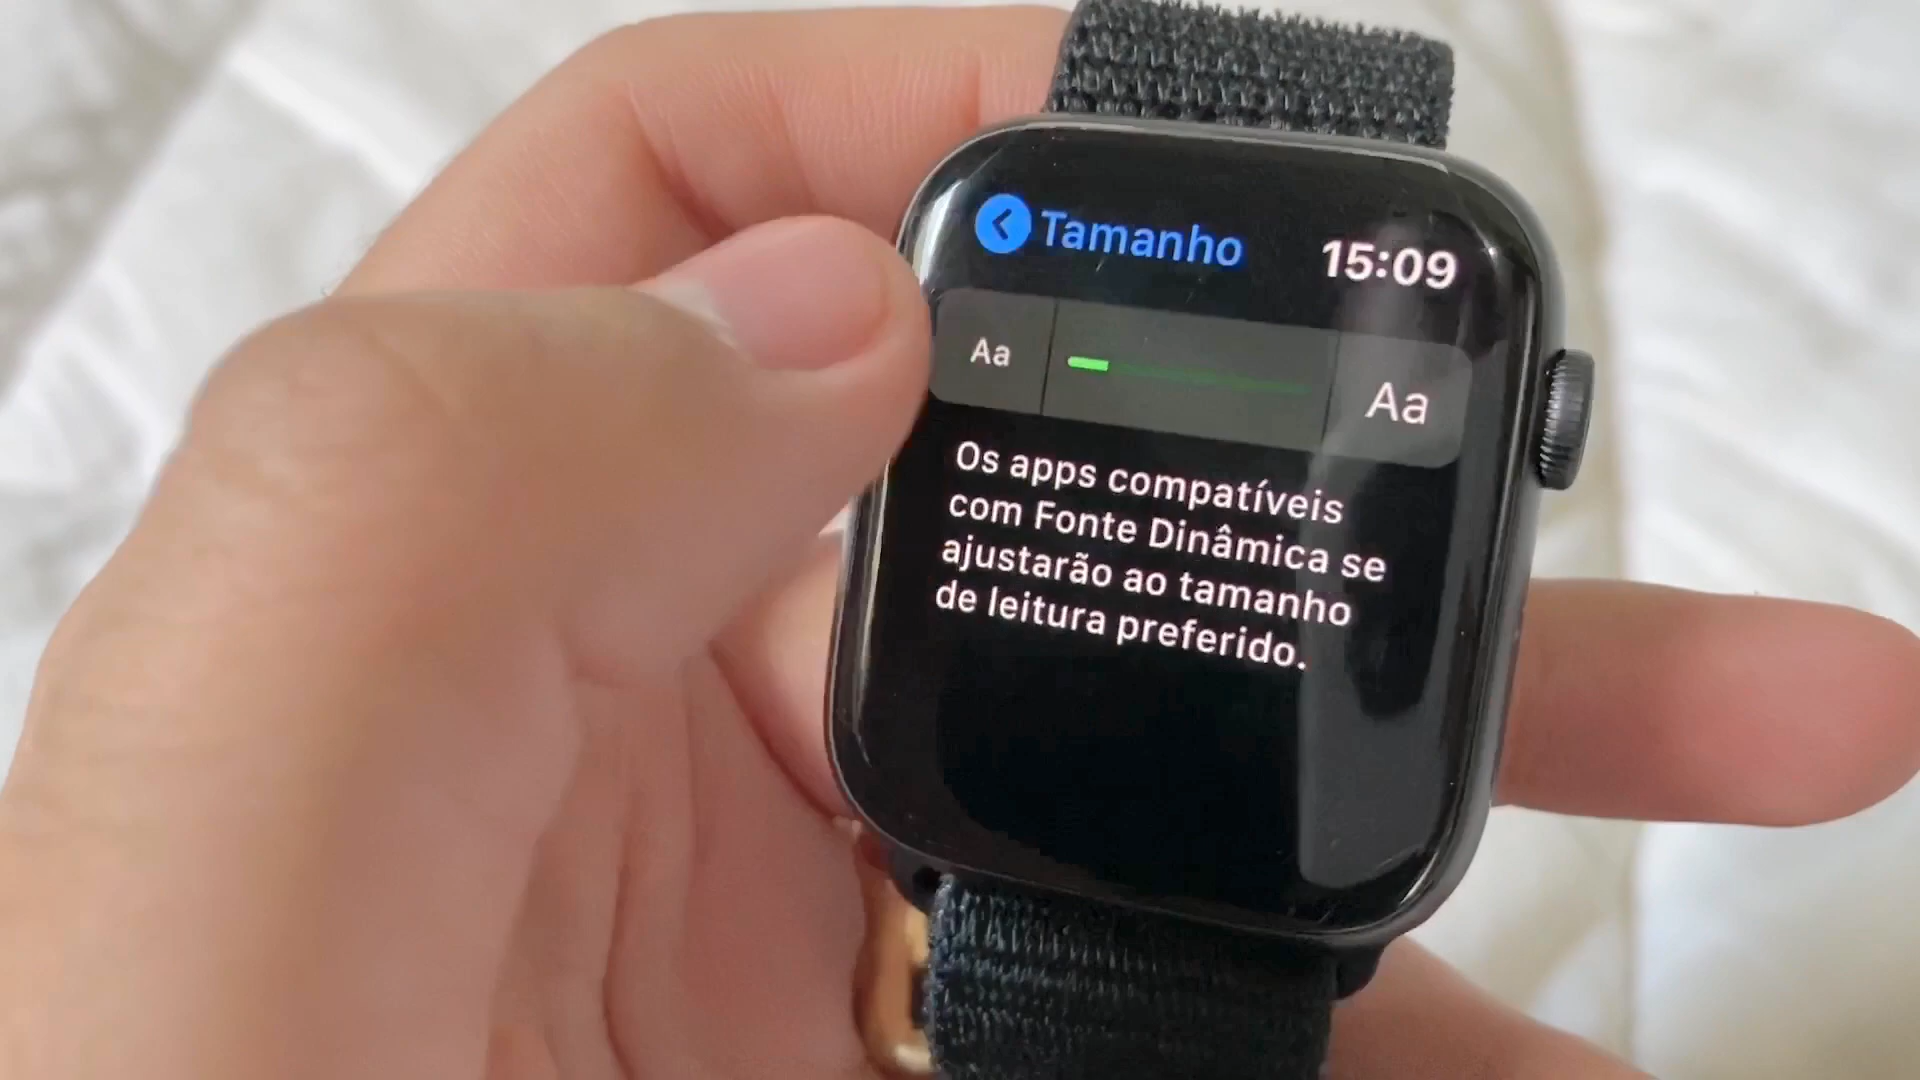 Tamanho 15:09
Aa Aa
Os apps compatíveis
com Fonte Dinâmica se
ajustarão ao tamanho
de leitura preferido.